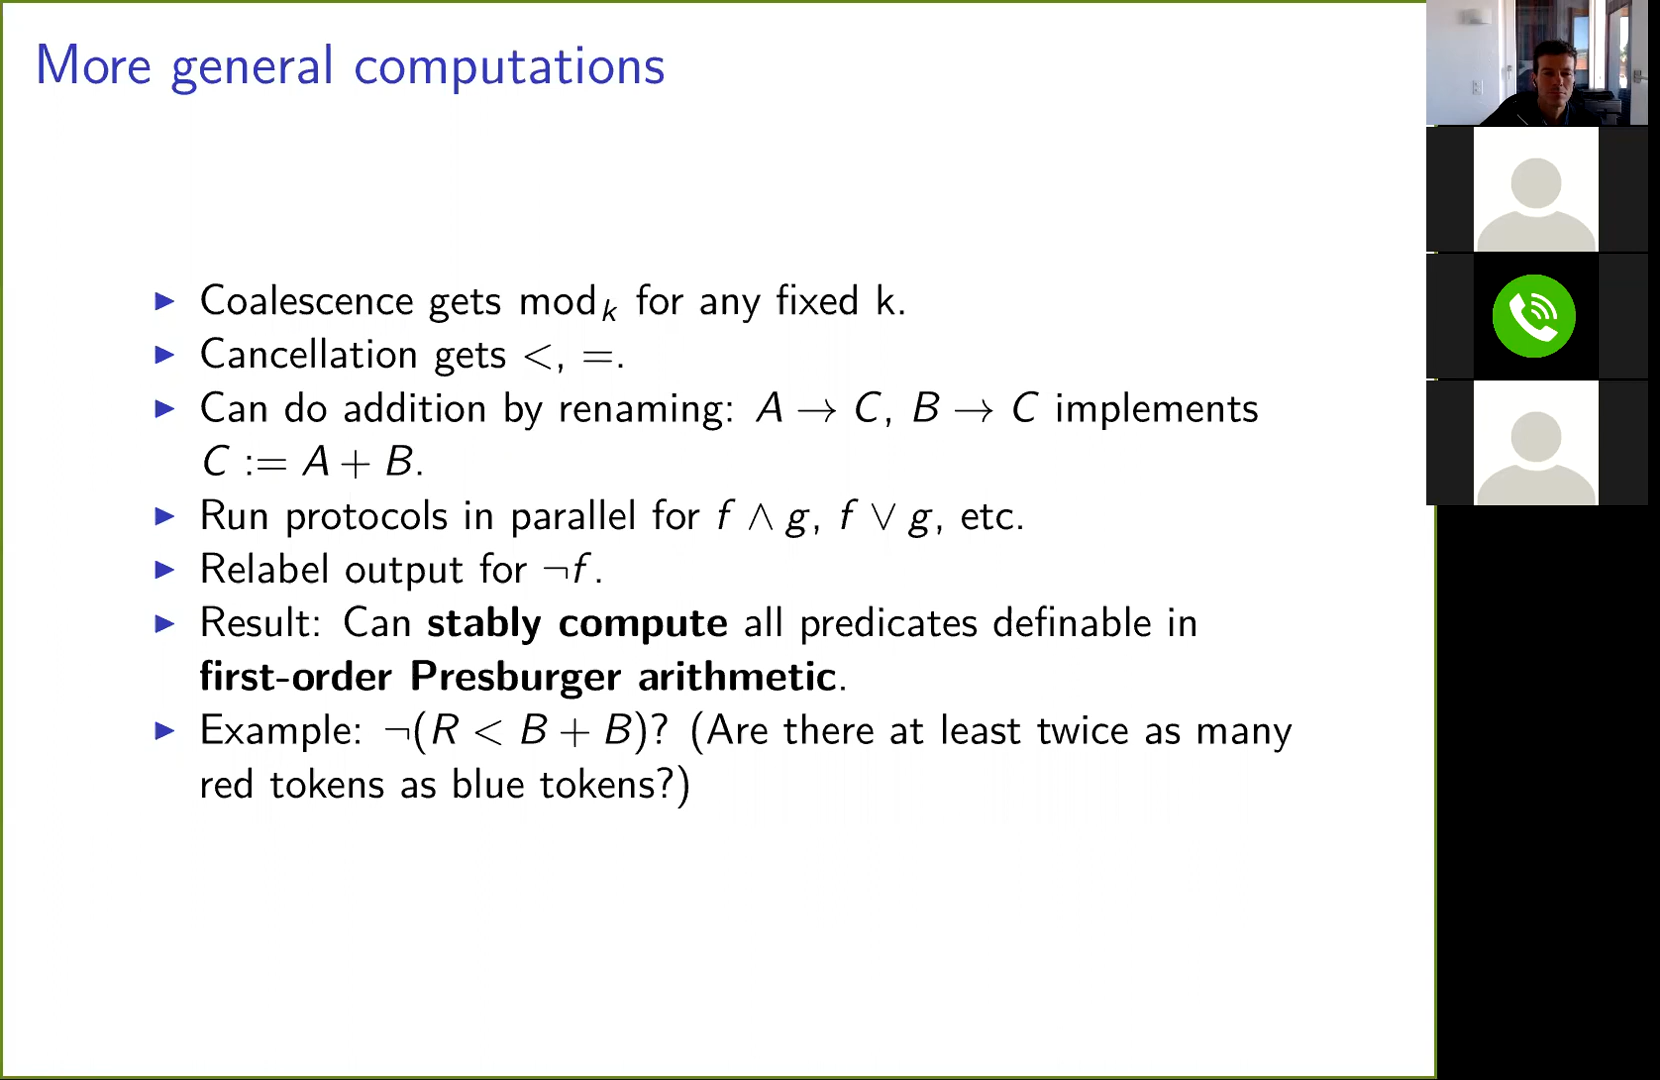 More general computations
▶ Coalescence gets modₖ for any fixed k.
▶ Cancellation gets <, =.
▶ Can do addition by renaming: A → C, B → C implements
C := A + B.
▶ Run protocols in parallel for f ∧ g, f ∨ g, etc.
▶ Relabel output for ¬f.
▶ Result: Can stably compute all predicates definable in
first-order Presburger arithmetic.
▶ Example: ¬(R < B + B)? (Are there at least twice as many
red tokens as blue tokens?)